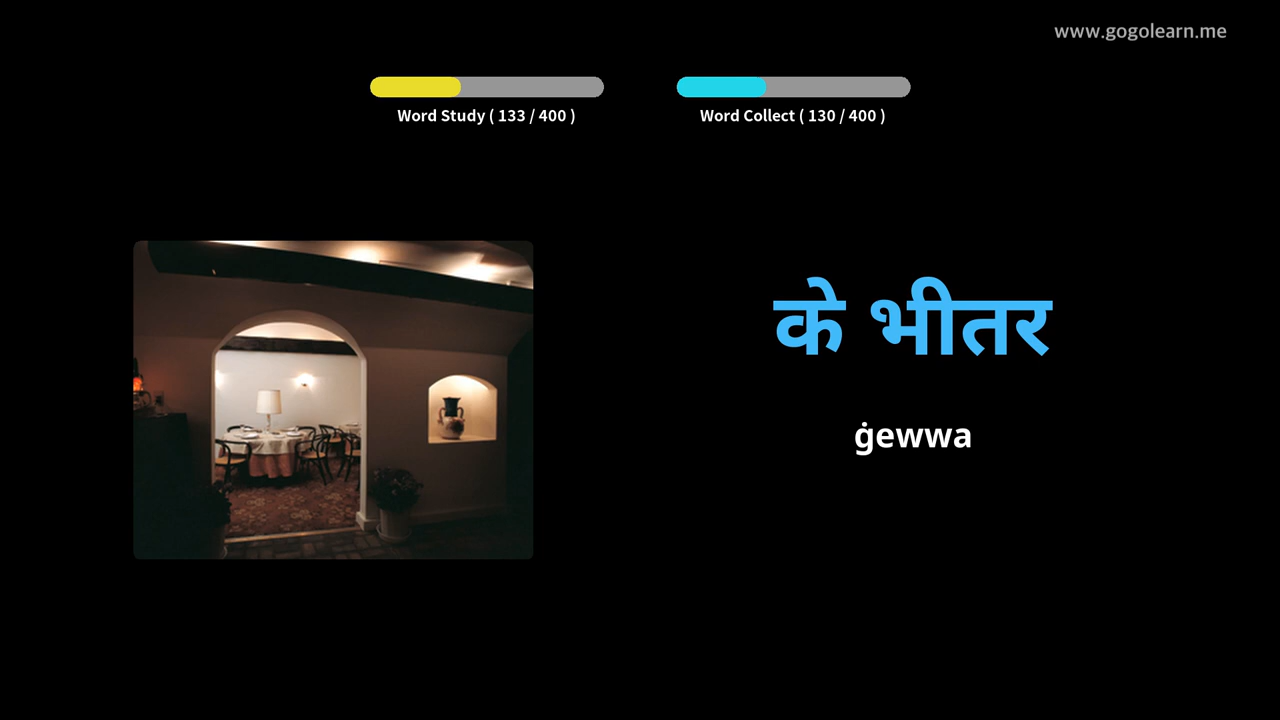 www.gogolearn.me
Word Study ( 133 / 400 )
Word Collect ( 130 / 400 )
के भीतर
ġewwa